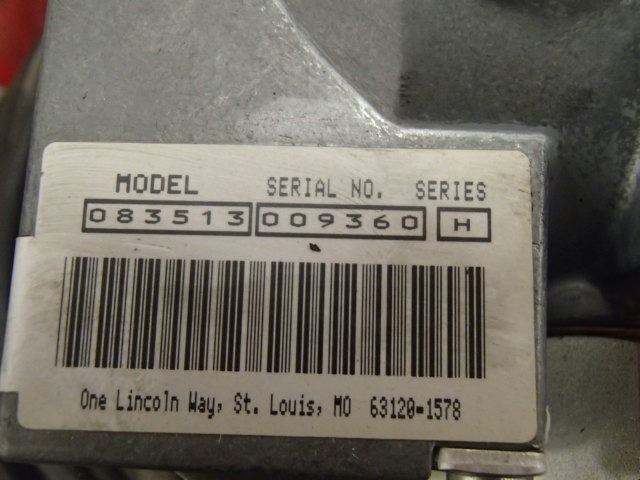 MODEL SERIAL NO. SERIES
083513 009360 H
One Lincoln Way, St. Louis, MO 63120-1578